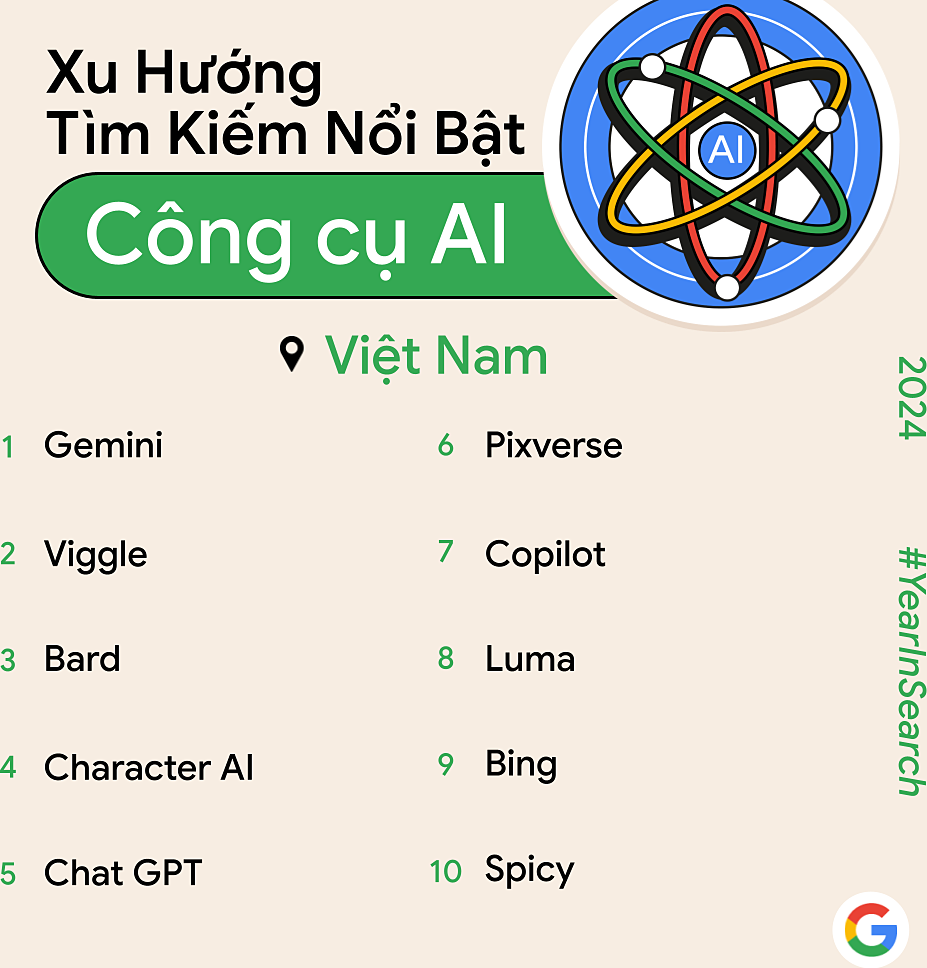 Xu Hướng
Tìm Kiếm Nổi Bật
Công cụ AI
AI
Việt Nam
1 Gemini
2 Viggle
3 Bard
4 Character AI
5 Chat GPT
6 Pixverse
7 Copilot
8 Luma
9 Bing
10 Spicy
2024 #YearInSearch
G